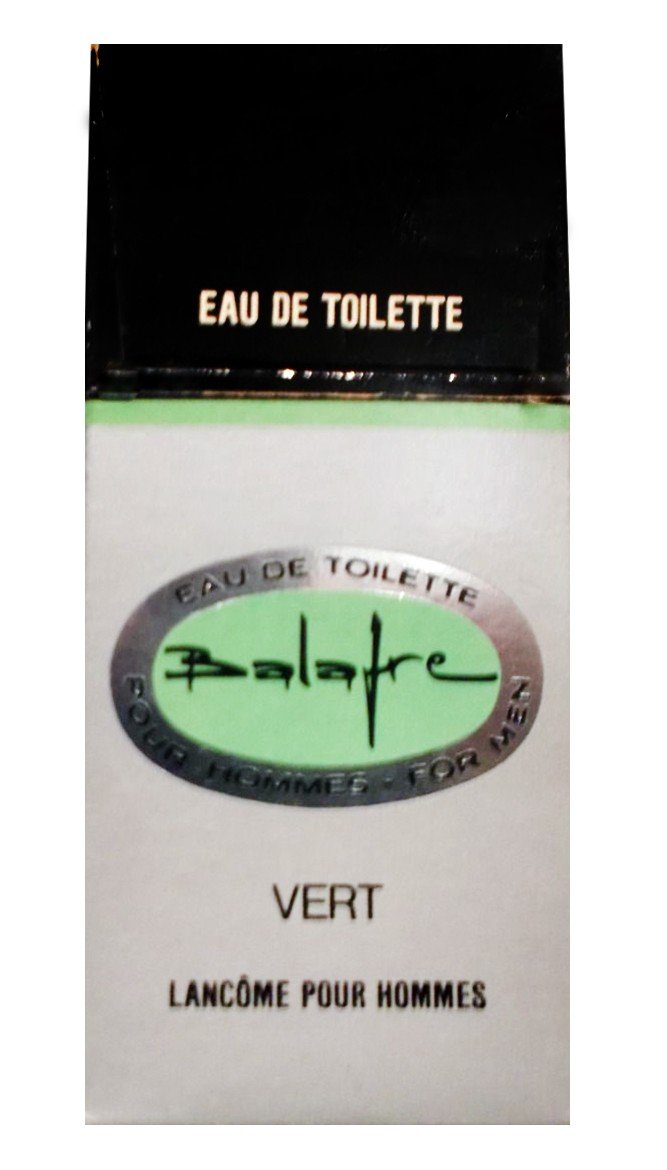 EAU DE TOILETTE
EAU DE TOILETTE
Balafre
POUR HOMMES - FOR MEN
VERT
LANCÔME POUR HOMMES